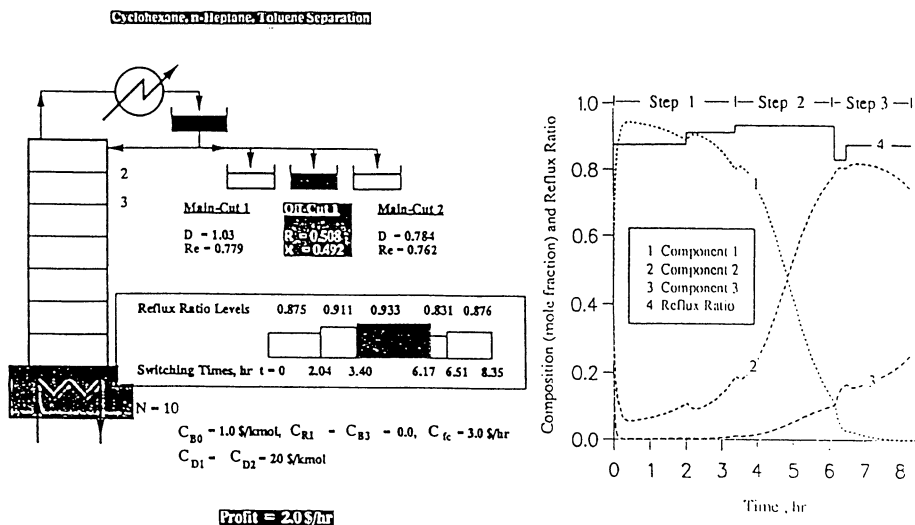 Cyclohexane, n-Heptane, Toluene Separation
2
3
Main-Cut 1
D = 1.03
Re = 0.779
Off-Cut 1
R = 0.508
X = 0.492
Main-Cut 2
D = 0.784
Re = 0.762
Reflux Ratio Levels 0.875 0.911 0.933 0.831 0.876
Switching Times, hr t = 0 2.04 3.40 6.17 6.51 8.35
N = 10
C_B0 = 1.0 $/kmol, C_R1 = C_B3 = 0.0, C_fc = 3.0 $/hr
C_D1 = C_D2 = 20 $/kmol
Profit = 2.0 $/hr
Composition (mole fraction) and Reflux Ratio
1.0
0.8
0.6
0.4
0.2
0.0
Step 1 Step 2 Step 3
4
1
2
3
1 Component 1
2 Component 2
3 Component 3
4 Reflux Ratio
0 1 2 3 4 5 6 7 8
Time , hr